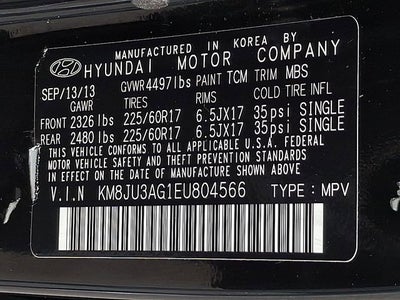 MANUFACTURED IN KOREA BY
HYUNDAI MOTOR COMPANY
SEP/13/13 GVWR4497lbs PAINT TCM TRIM MBS
GAWR TIRES RIMS COLD TIRE INFL
FRONT 2326 lbs 225/60R17 6.5JX17 35psi SINGLE
REAR 2480 lbs 225/60R17 6.5JX17 35psi SINGLE
THIS VEHICLE CONFORMS TO ALL APPLICABLE U.S.A. FEDERAL
MOTOR VEHICLE SAFETY, BUMPER, AND THEFT PREVENTION STANDARDS
IN EFFECT ON THE DATE OF MANUFACTURE SHOWN ABOVE.
V.I.N KM8JU3AG1EU804566 TYPE : MPV